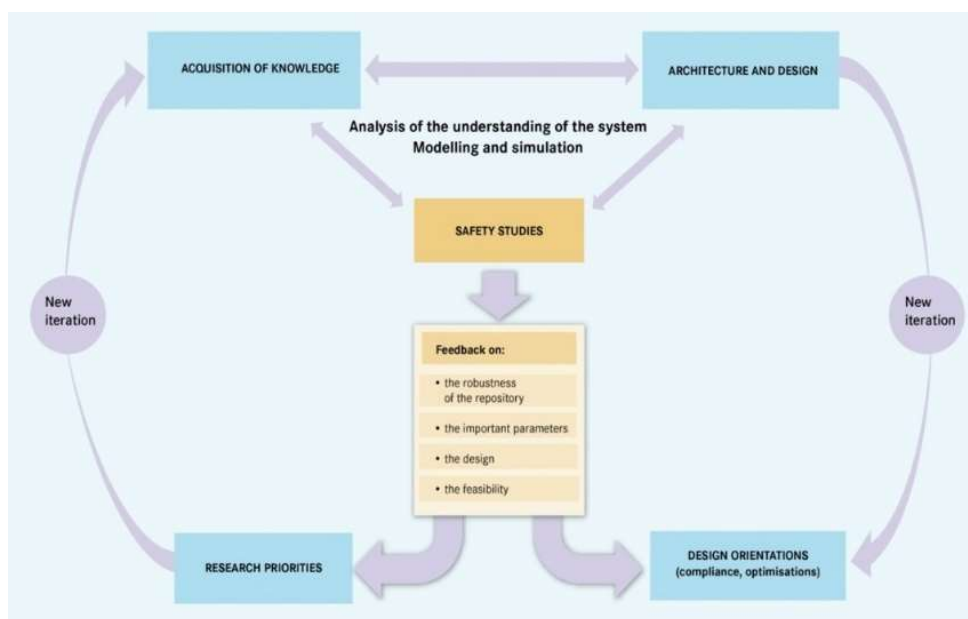 ACQUISITION OF KNOWLEDGE
ARCHITECTURE AND DESIGN
Analysis of the understanding of the system
Modelling and simulation
SAFETY STUDIES
New
iteration
New
iteration
Feedback on:
• the robustness
of the repository
• the important parameters
• the design
• the feasibility
RESEARCH PRIORITIES
DESIGN ORIENTATIONS
(compliance, optimisations)